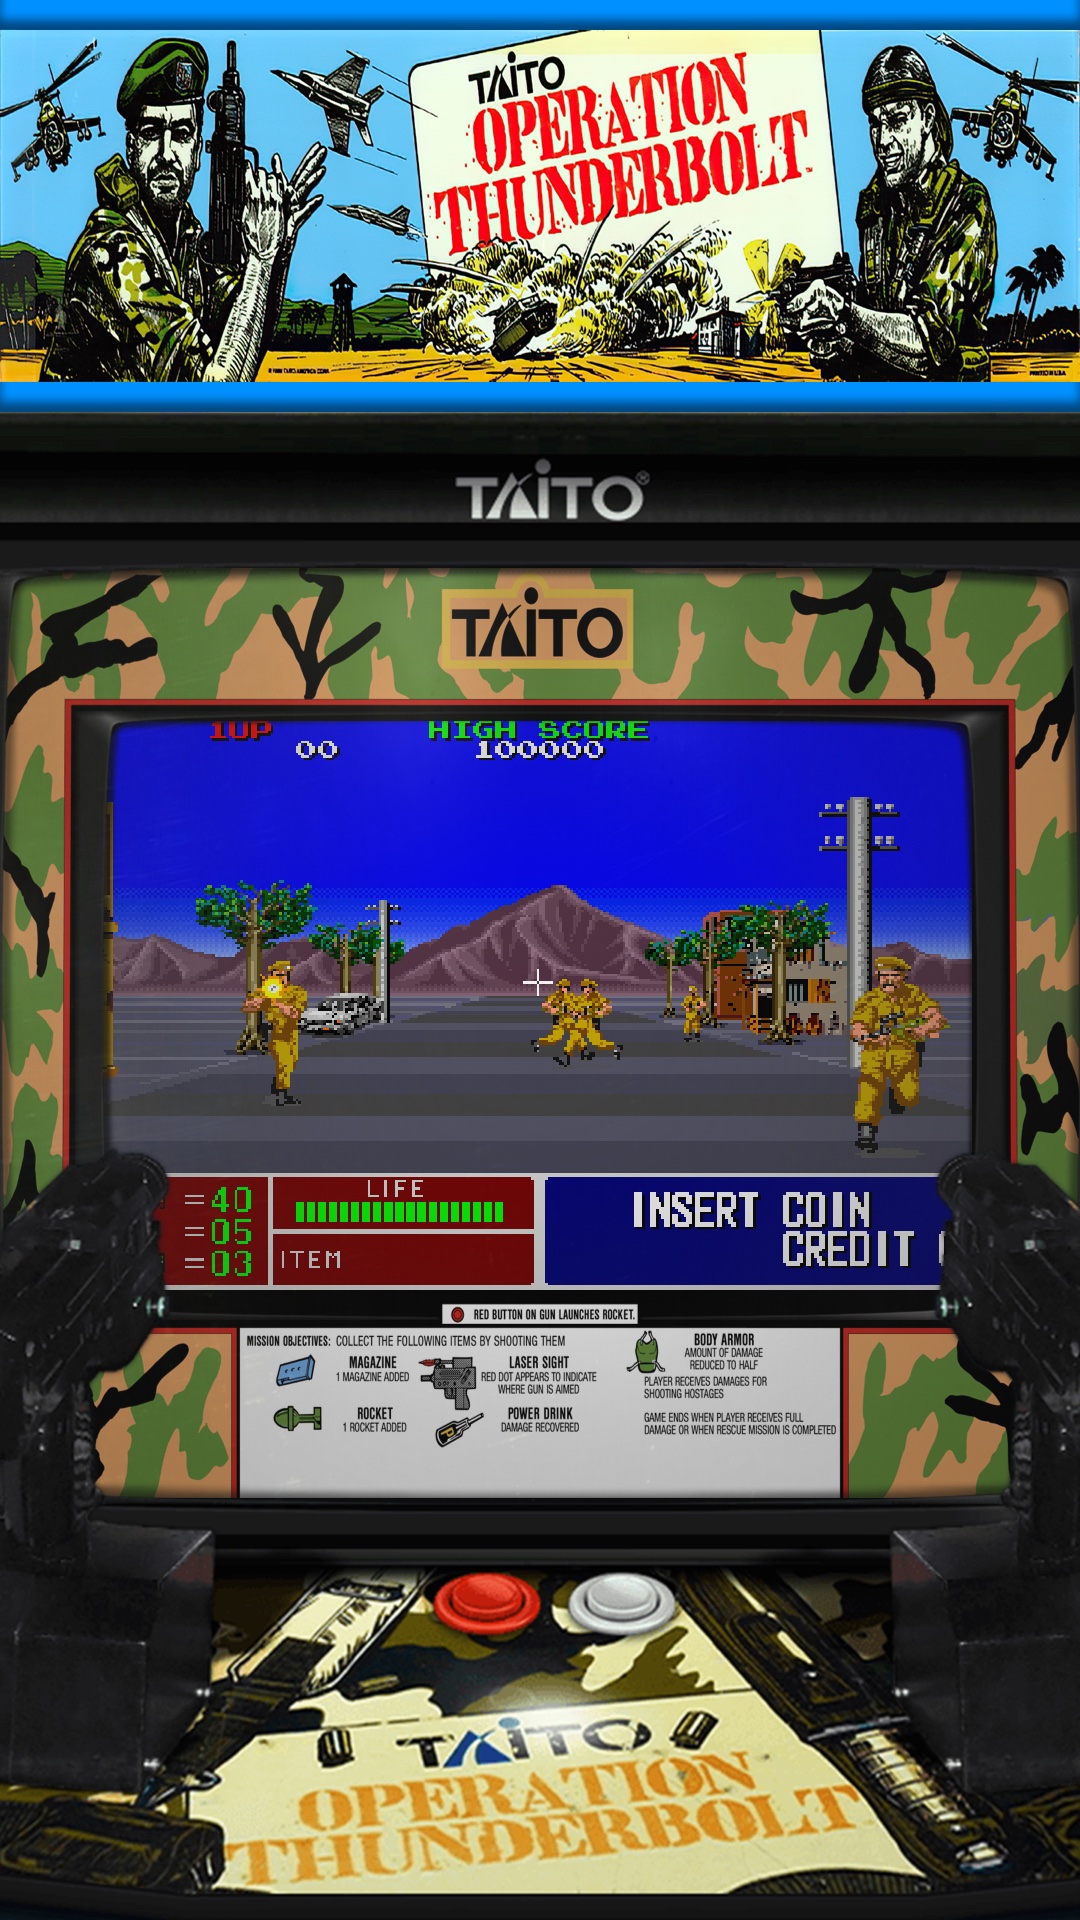 TAITO
OPERATION
THUNDERBOLT
TAITO®
TAITO
1UP
HIGH SCORE
00
100000
=40
=05
=03
LIFE
ITEM
INSERT COIN
CREDIT
RED BUTTON ON GUN LAUNCHES ROCKET.
MISSION OBJECTIVES: COLLECT THE FOLLOWING ITEMS BY SHOOTING THEM
MAGAZINE
1 MAGAZINE ADDED
LASER SIGHT
RED DOT APPEARS TO INDICATE
WHERE GUN IS AIMED
ROCKET
1 ROCKET ADDED
POWER DRINK
DAMAGE RECOVERED
BODY ARMOR
AMOUNT OF DAMAGE
REDUCED TO HALF
PLAYER RECEIVES DAMAGES FOR
SHOOTING HOSTAGES
GAME ENDS WHEN PLAYER RECEIVES FULL
DAMAGE OR WHEN RESCUE MISSION IS COMPLETED
TAITO
OPERATION
THUNDERBOLT